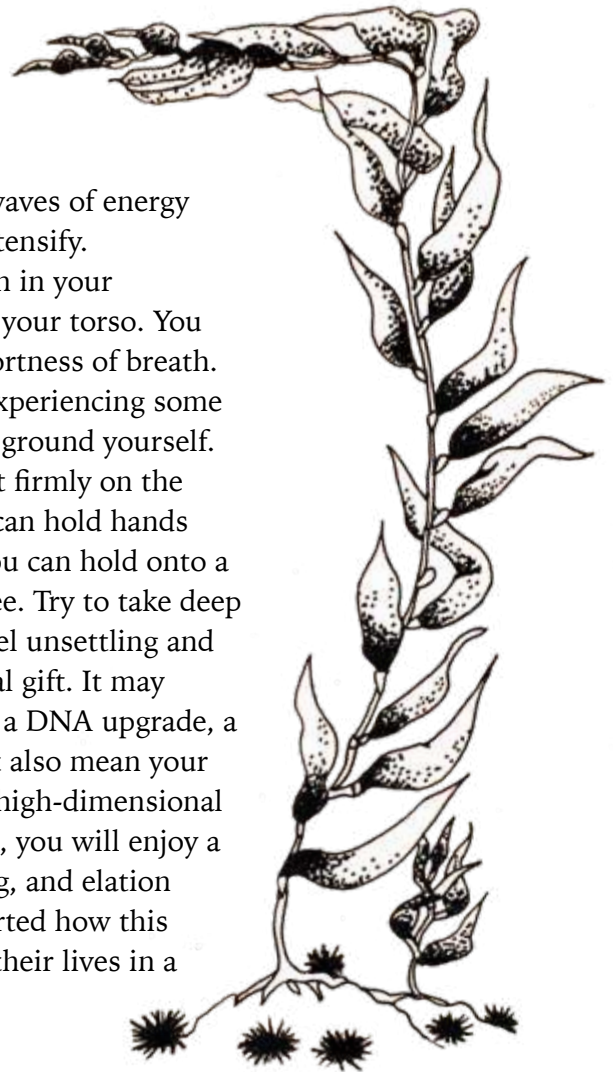 vaves of energy
tensify.
n in your
your torso. You
ortness of breath.
xperiencing some
ground yourself.
t firmly on the
can hold hands
ou can hold onto a
ee. Try to take deep
el unsettling and
al gift. It may
a DNA upgrade, a
t also mean your
high-dimensional
, you will enjoy a
g, and elation
rted how this
their lives in a